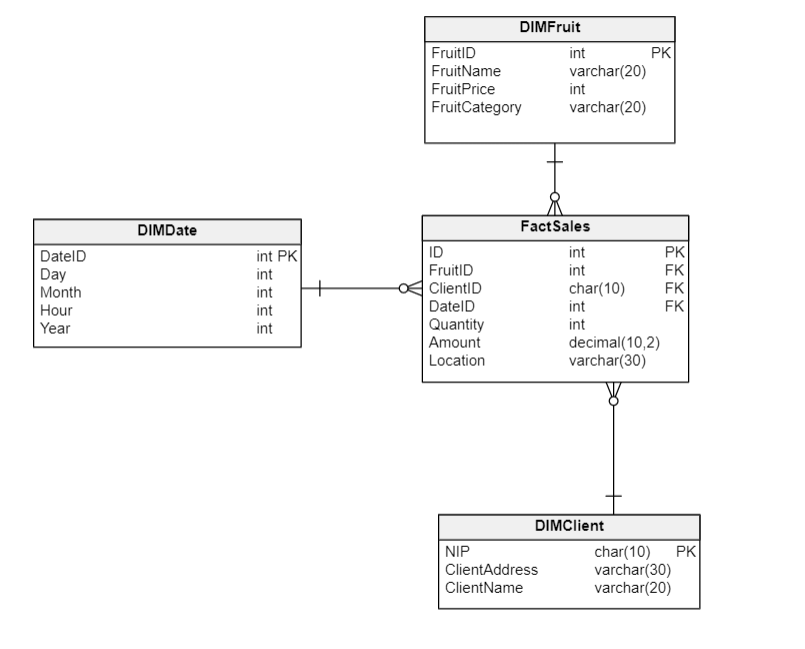 DIMFruit
FruitID int PK
FruitName varchar(20)
FruitPrice int
FruitCategory varchar(20)
DIMDate
DateID int PK
Day int
Month int
Hour int
Year int
FactSales
ID int PK
FruitID int FK
ClientID char(10) FK
DateID int FK
Quantity int
Amount decimal(10,2)
Location varchar(30)
DIMClient
NIP char(10) PK
ClientAddress varchar(30)
ClientName varchar(20)